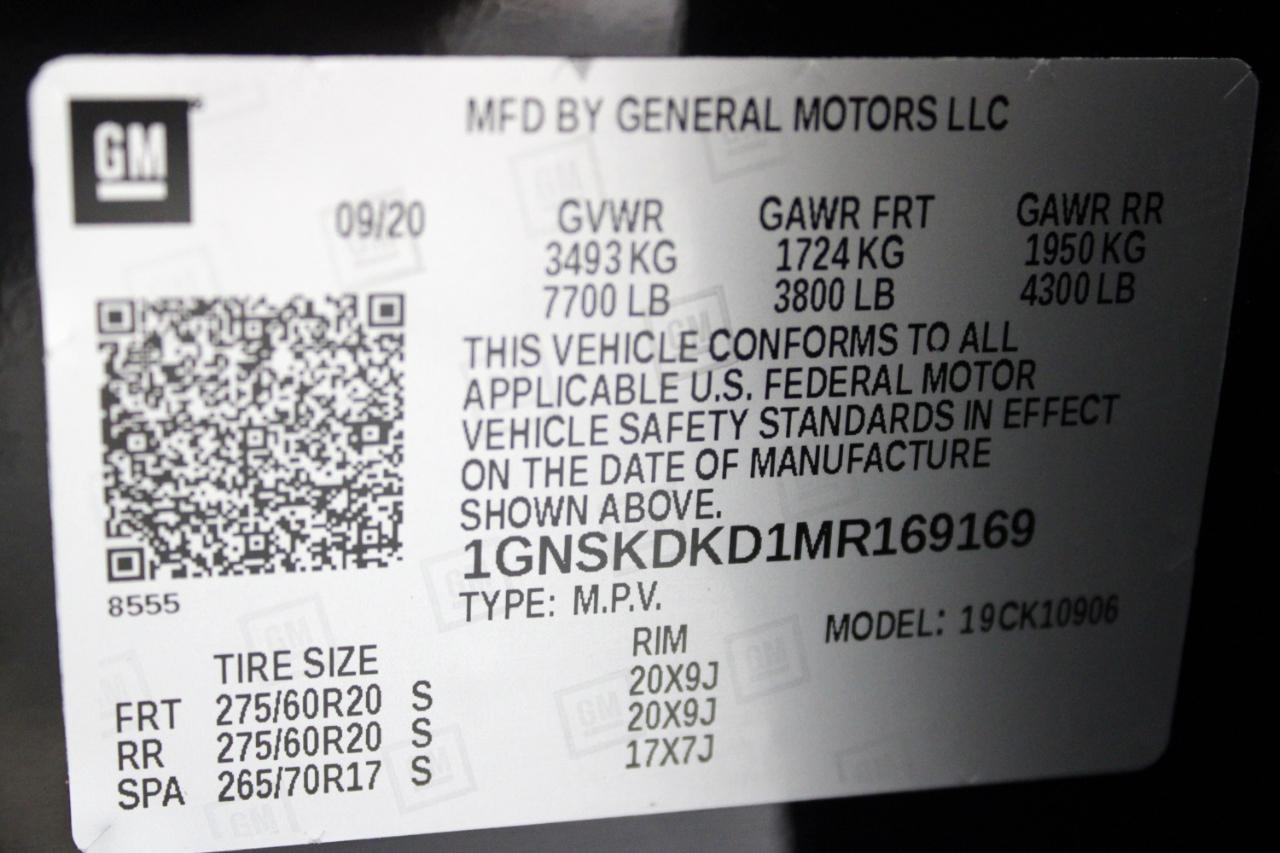 GM
MFD BY GENERAL MOTORS LLC
09/20 GVWR GAWR FRT GAWR RR
3493 KG 1724 KG 1950 KG
7700 LB 3800 LB 4300 LB
THIS VEHICLE CONFORMS TO ALL
APPLICABLE U.S. FEDERAL MOTOR
VEHICLE SAFETY STANDARDS IN EFFECT
ON THE DATE OF MANUFACTURE
SHOWN ABOVE.
1GNSKDKD1MR169169
8555
TYPE: M.P.V.
MODEL: 19CK10906
TIRE SIZE RIM
FRT 275/60R20 S 20X9J
RR 275/60R20 S 20X9J
SPA 265/70R17 S 17X7J